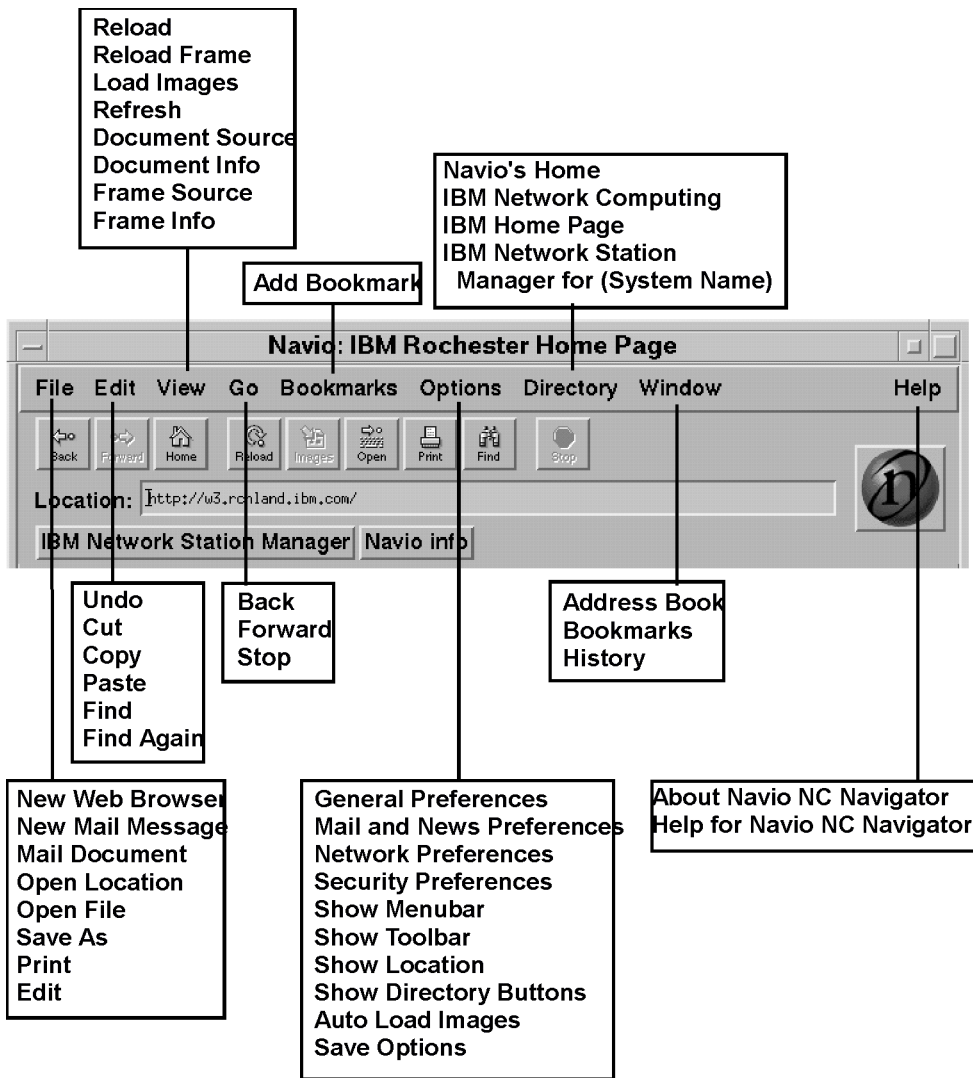 Reload
Reload Frame
Load Images
Refresh
Document Source
Document Info
Frame Source
Frame Info
Navio's Home
IBM Network Computing
IBM Home Page
IBM Network Station
Manager for (System Name)
Add Bookmark
Navio: IBM Rochester Home Page
File Edit View Go Bookmarks Options Directory Window Help
Back Forward Home Reload Images Open Print Find Stop
n
Location: http://w3.rchland.ibm.com/
IBM Network Station Manager Navio info
Undo
Cut
Copy
Paste
Find
Find Again
Back
Forward
Stop
Address Book
Bookmarks
History
New Web Browser
New Mail Message
Mail Document
Open Location
Open File
Save As
Print
Edit
General Preferences
Mail and News Preferences
Network Preferences
Security Preferences
Show Menubar
Show Toolbar
Show Location
Show Directory Buttons
Auto Load Images
Save Options
About Navio NC Navigator
Help for Navio NC Navigator